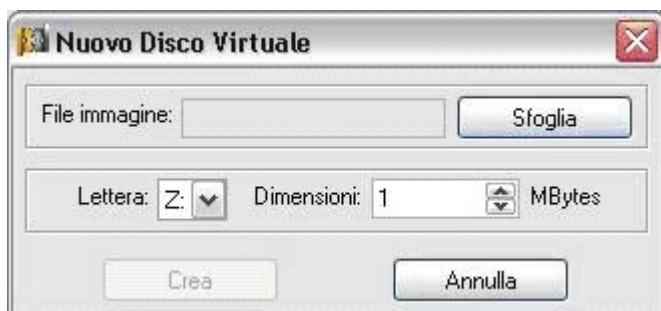 Nuovo Disco Virtuale
File immagine: Sfoglia
Lettera: Z: Dimensioni: 1 MBytes
Crea Annulla